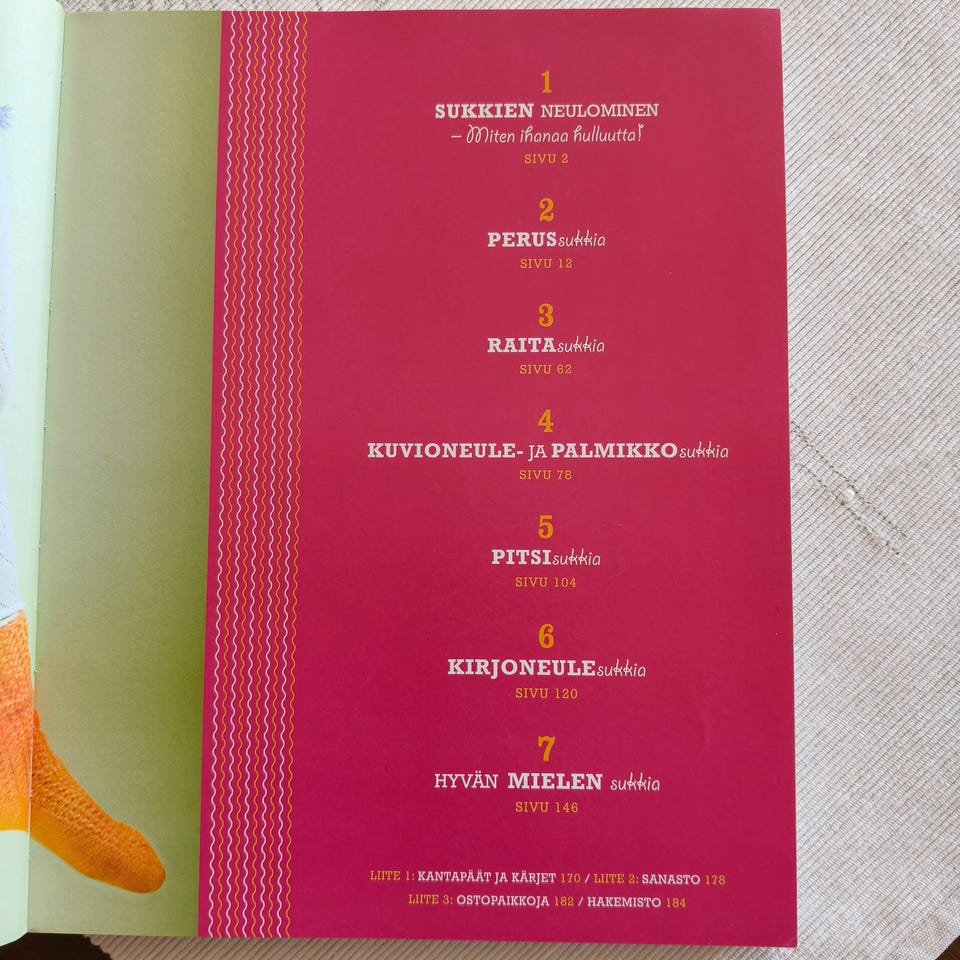 1
SUKKIEN NEULOMINEN
– Miten ihanaa hulluutta!
SIVU 2
2
PERUSsukkia
SIVU 12
3
RAITAsukkia
SIVU 62
4
KUVIONEULE- JA PALMIKKOsukkia
SIVU 78
5
PITSIsukkia
SIVU 104
6
KIRJONEULEsukkia
SIVU 120
7
HYVÄN MIELEN sukkia
SIVU 146
LIITE 1: KANTAPÄÄT JA KÄRJET 170 / LIITE 2: SANASTO 178
LIITE 3: OSTOPAIKKOJA 182 / HAKEMISTO 184